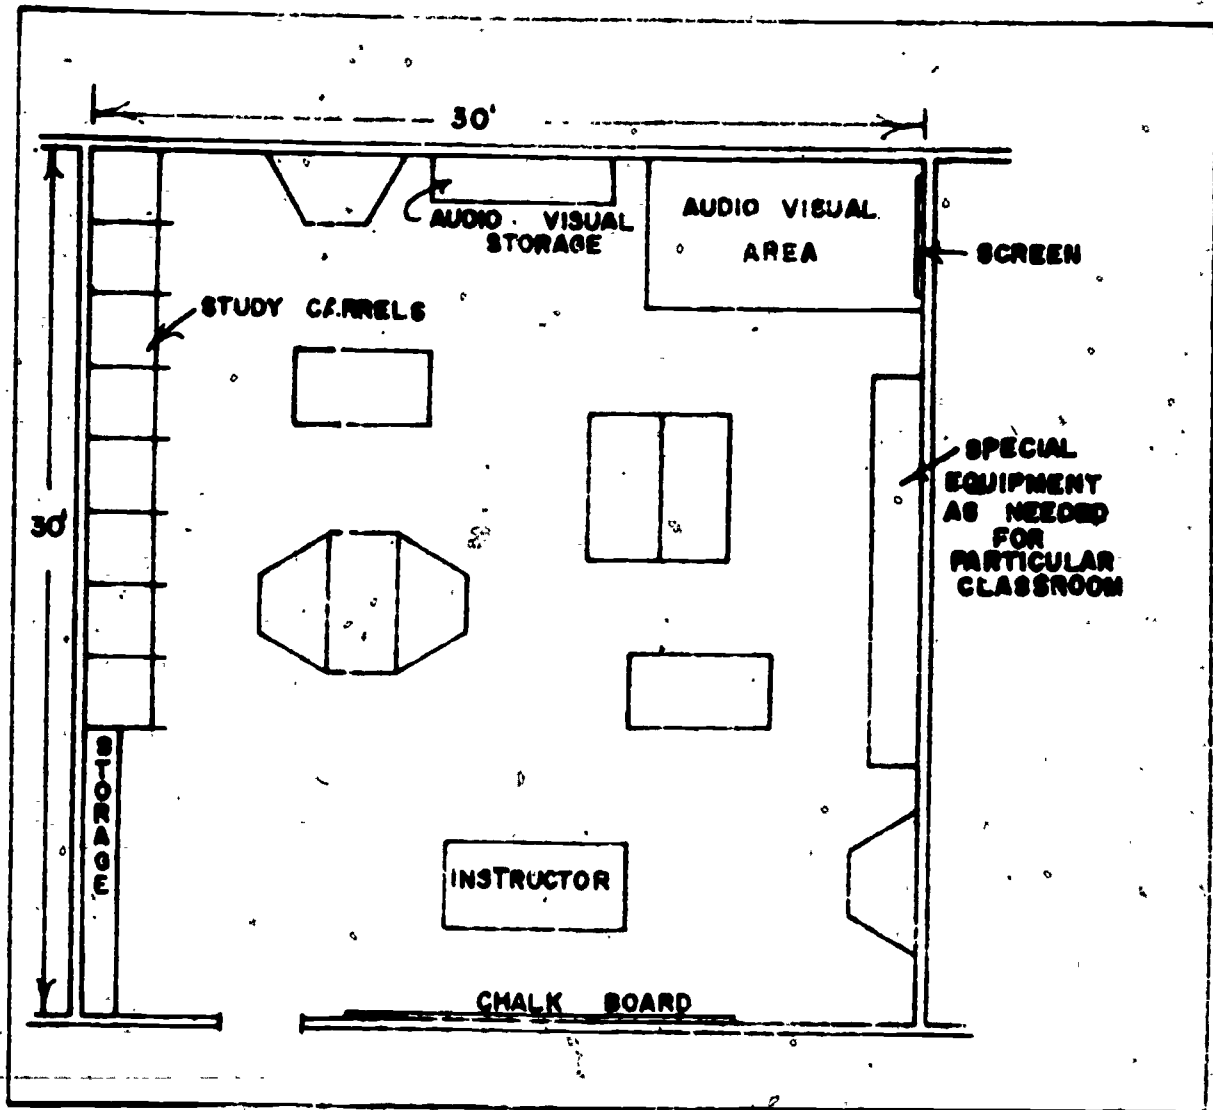 30'
AUDIO VISUAL
STORAGE
AUDIO VISUAL
AREA
SCREEN
STUDY CARRELS
SPECIAL
EQUIPMENT
AS NEEDED
FOR
PARTICULAR
CLASSROOM
30'
STORAGE
INSTRUCTOR
CHALK BOARD